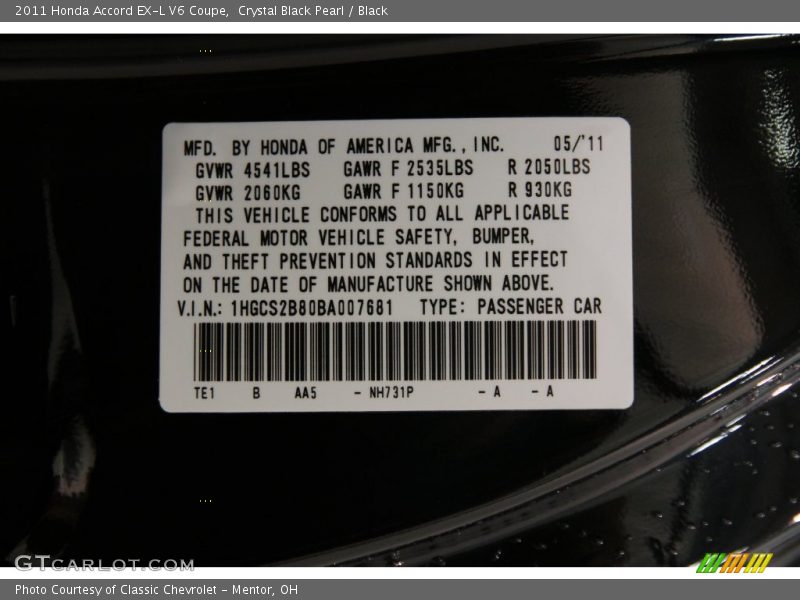 2011 Honda Accord EX-L V6 Coupe,  Crystal Black Pearl / Black
MFD. BY HONDA OF AMERICA MFG., INC. 05/'11
GVWR 4541LBS GAWR F 2535LBS R 2050LBS
GVWR 2060KG GAWR F 1150KG R 930KG
THIS VEHICLE CONFORMS TO ALL APPLICABLE
FEDERAL MOTOR VEHICLE SAFETY, BUMPER,
AND THEFT PREVENTION STANDARDS IN EFFECT
ON THE DATE OF MANUFACTURE SHOWN ABOVE.
V.I.N.: 1HGCS2B80BA007681 TYPE: PASSENGER CAR
TE1 B AA5 - NH731P - A - A
GTCARLOT.COM
Photo Courtesy of Classic Chevrolet - Mentor, OH